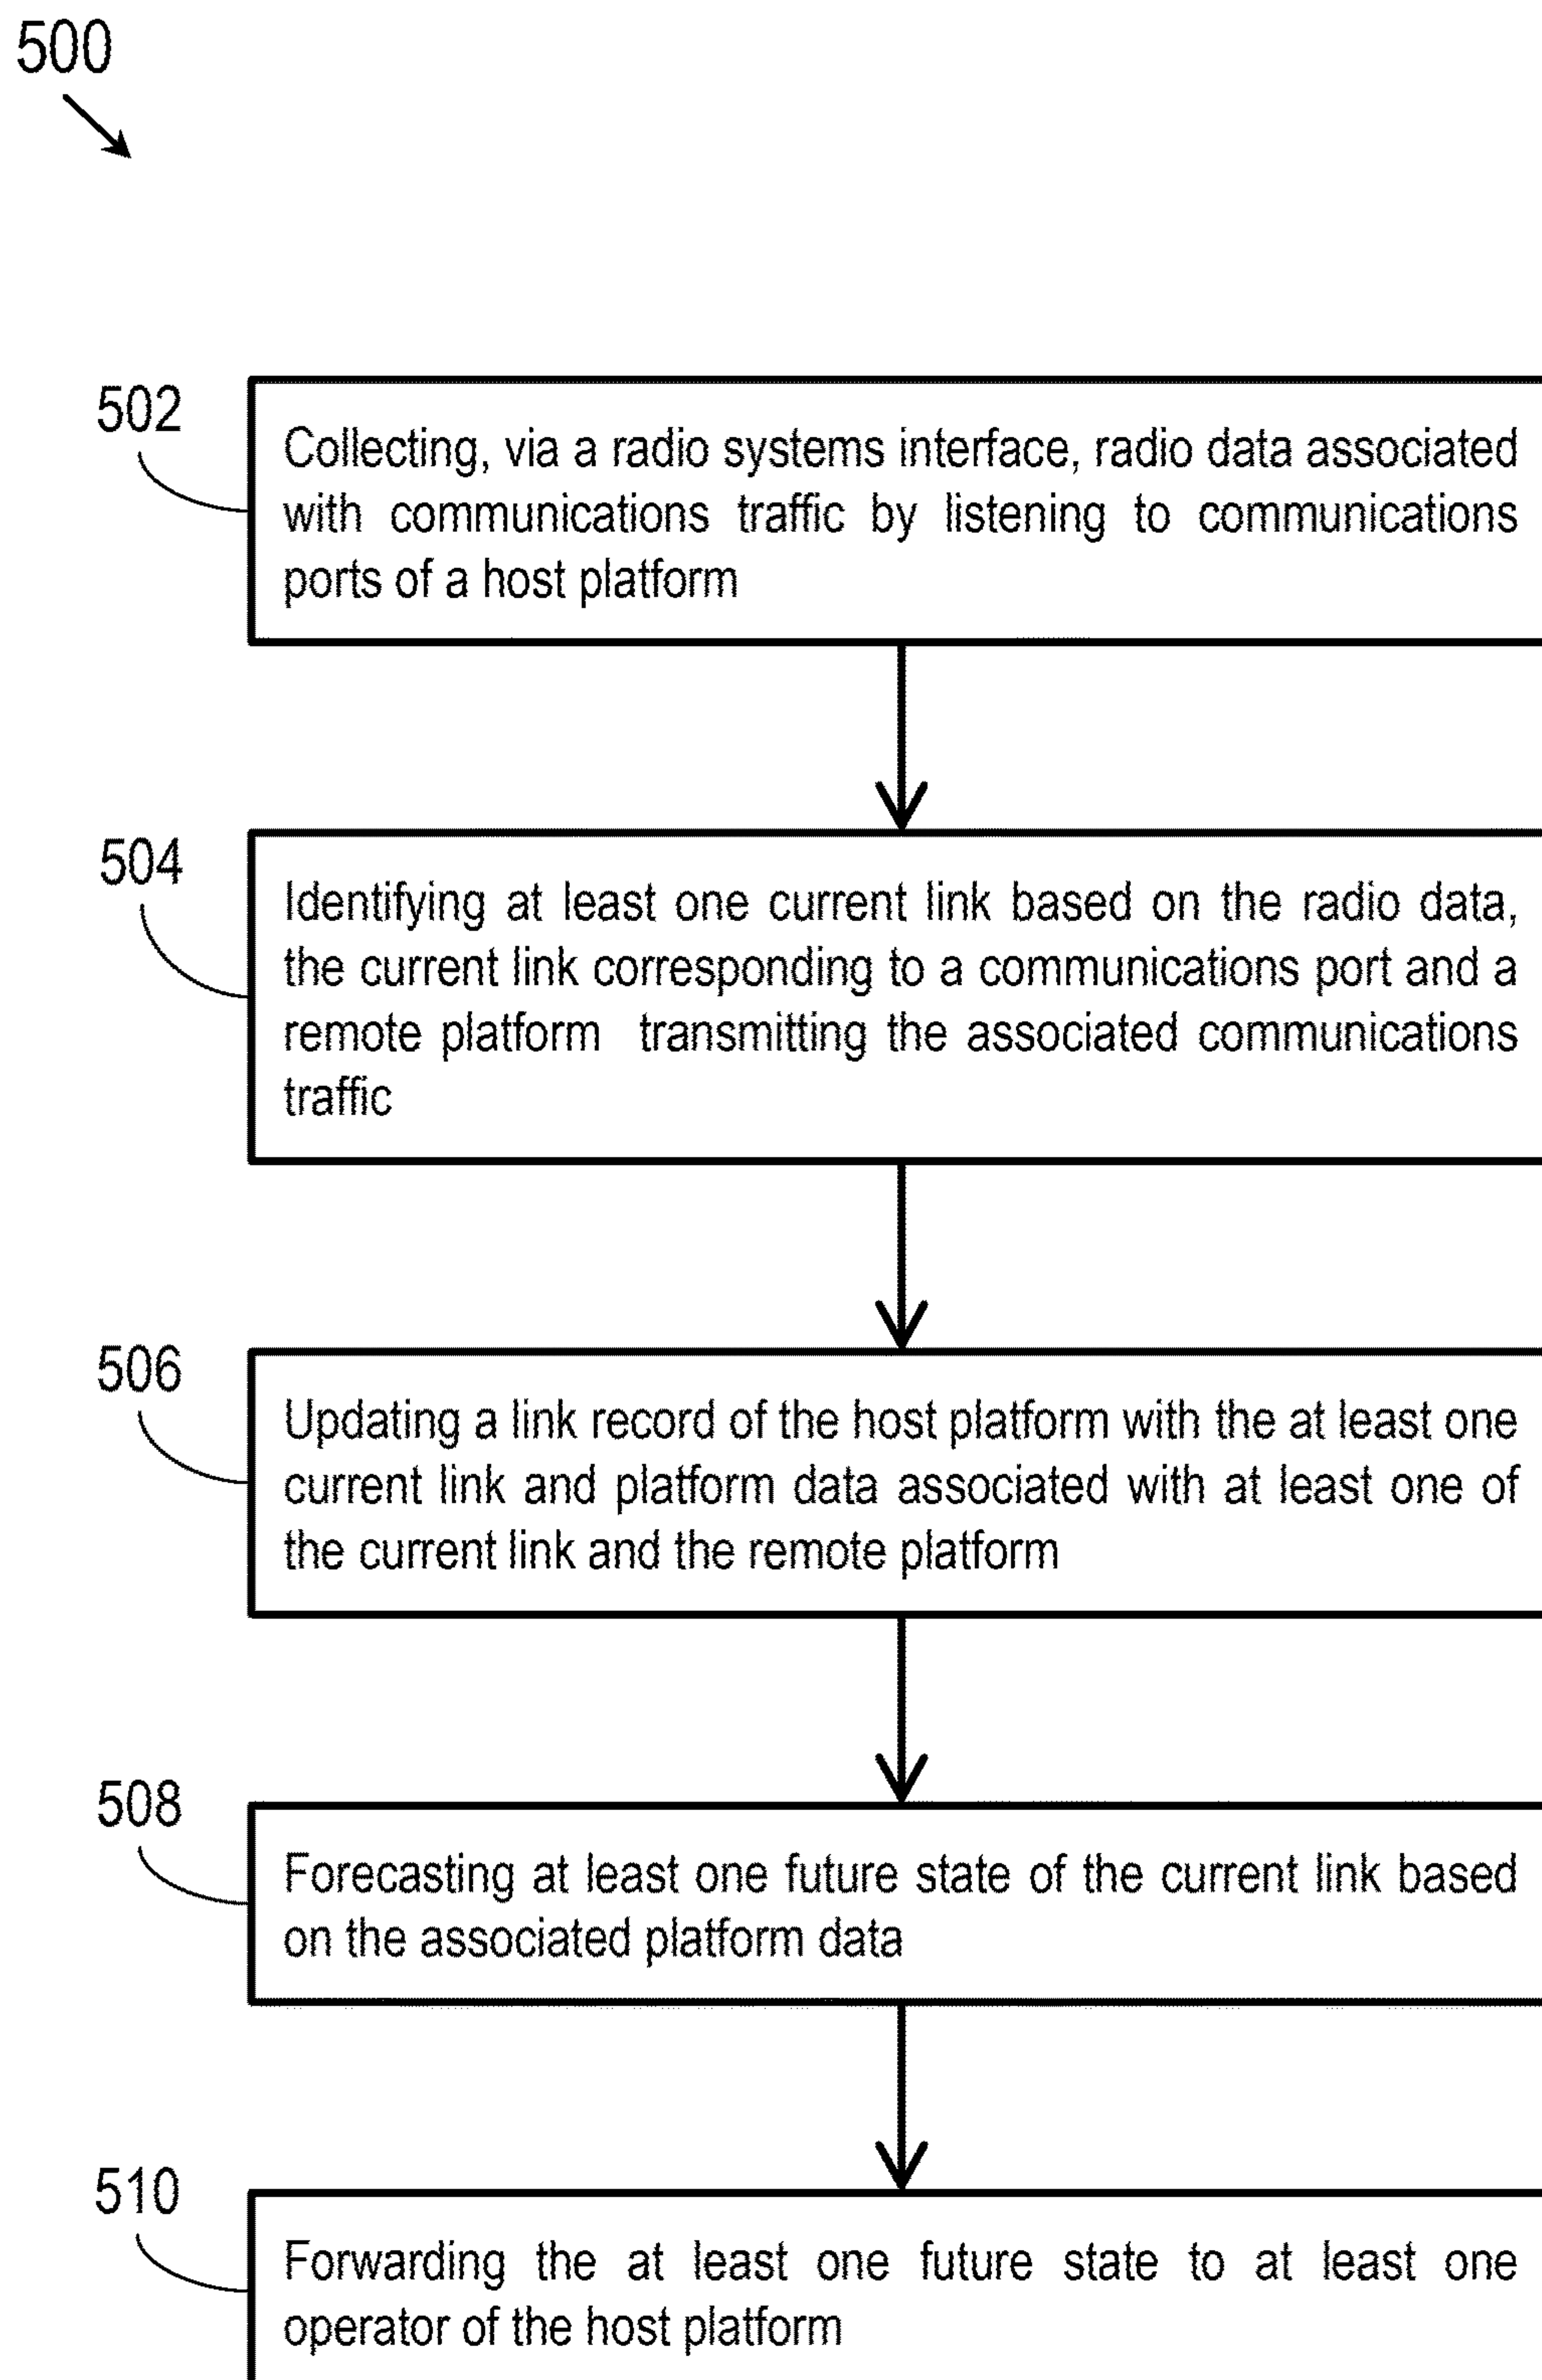 500
502
Collecting, via a radio systems interface, radio data associated
with communications traffic by listening to communications
ports of a host platform
504
Identifying at least one current link based on the radio data,
the current link corresponding to a communications port and a
remote platform transmitting the associated communications
traffic
506
Updating a link record of the host platform with the at least one
current link and platform data associated with at least one of
the current link and the remote platform
508
Forecasting at least one future state of the current link based
on the associated platform data
510
Forwarding the at least one future state to at least one
operator of the host platform